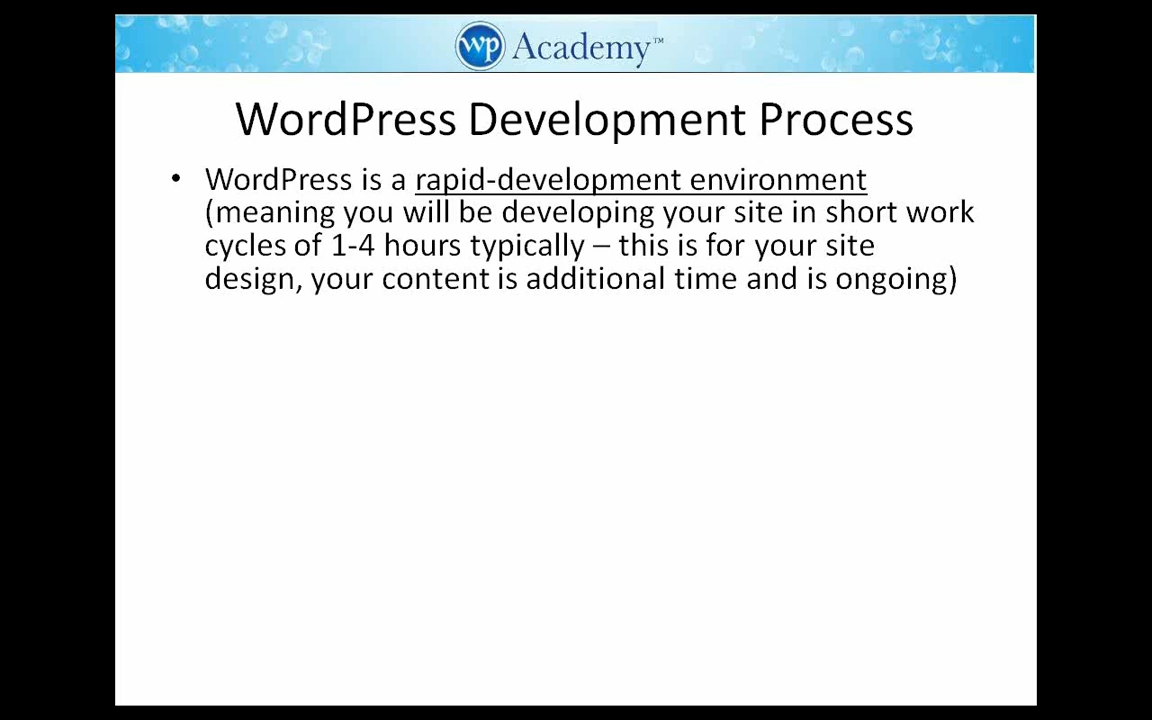 wp Academy™
WordPress Development Process
• WordPress is a rapid-development environment
(meaning you will be developing your site in short work
cycles of 1-4 hours typically – this is for your site
design, your content is additional time and is ongoing)